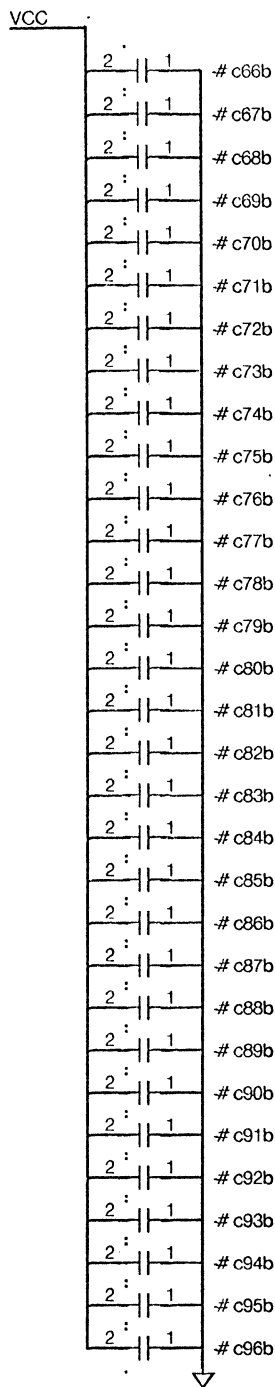 VCC
2 1 -# c66b
2 1 -# c67b
2 1 -# c68b
2 1 -# c69b
2 1 -# c70b
2 1 -# c71b
2 1 -# c72b
2 1 -# c73b
2 1 -# c74b
2 1 -# c75b
2 1 -# c76b
2 1 -# c77b
2 1 -# c78b
2 1 -# c79b
2 1 -# c80b
2 1 -# c81b
2 1 -# c82b
2 1 -# c83b
2 1 -# c84b
2 1 -# c85b
2 1 -# c86b
2 1 -# c87b
2 1 -# c88b
2 1 -# c89b
2 1 -# c90b
2 1 -# c91b
2 1 -# c92b
2 1 -# c93b
2 1 -# c94b
2 1 -# c95b
2 1 -# c96b